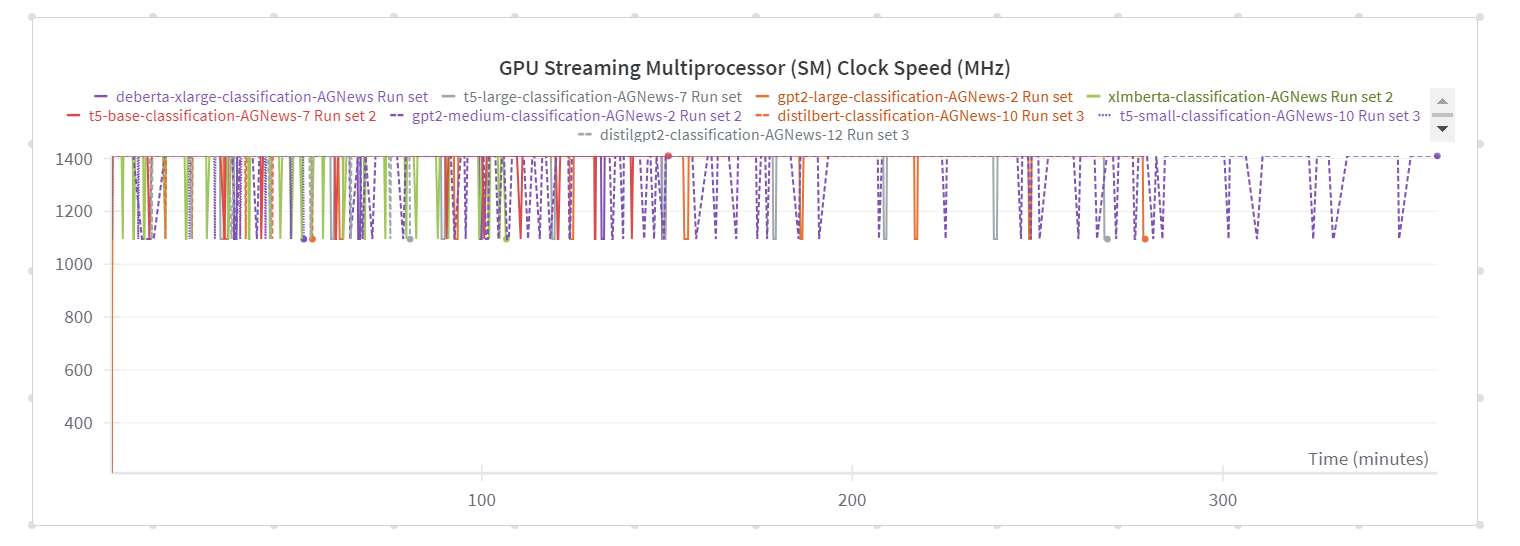 GPU Streaming Multiprocessor (SM) Clock Speed (MHz)
deberta-xlarge-classification-AGNews Run set t5-large-classification-AGNews-7 Run set gpt2-large-classification-AGNews-2 Run set xlmberta-classification-AGNews Run set 2
t5-base-classification-AGNews-7 Run set 2 gpt2-medium-classification-AGNews-2 Run set 2 distilbert-classification-AGNews-10 Run set 3 t5-small-classification-AGNews-10 Run set 3
distilgpt2-classification-AGNews-12 Run set 3
1400
1200
1000
800
600
400
Time (minutes)
100 200 300